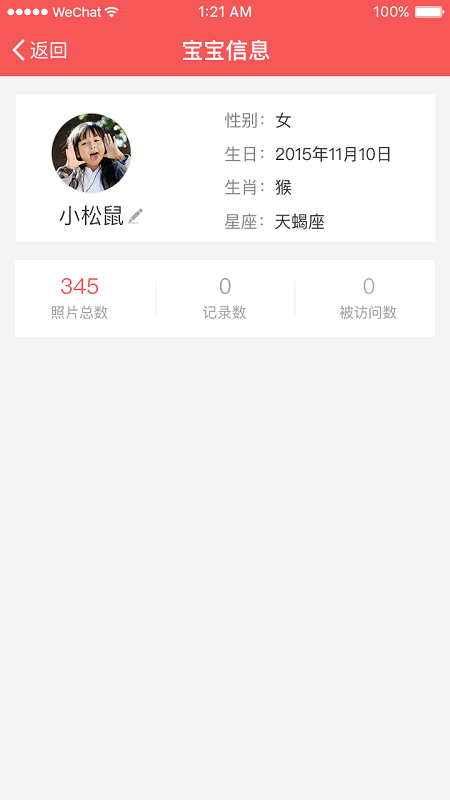 WeChat 1:21 AM 100%
返回 宝宝信息
性别：女
生日：2015年11月10日
生肖：猴
小松鼠
星座：天蝎座
345 0 0
照片总数 记录数 被访问数